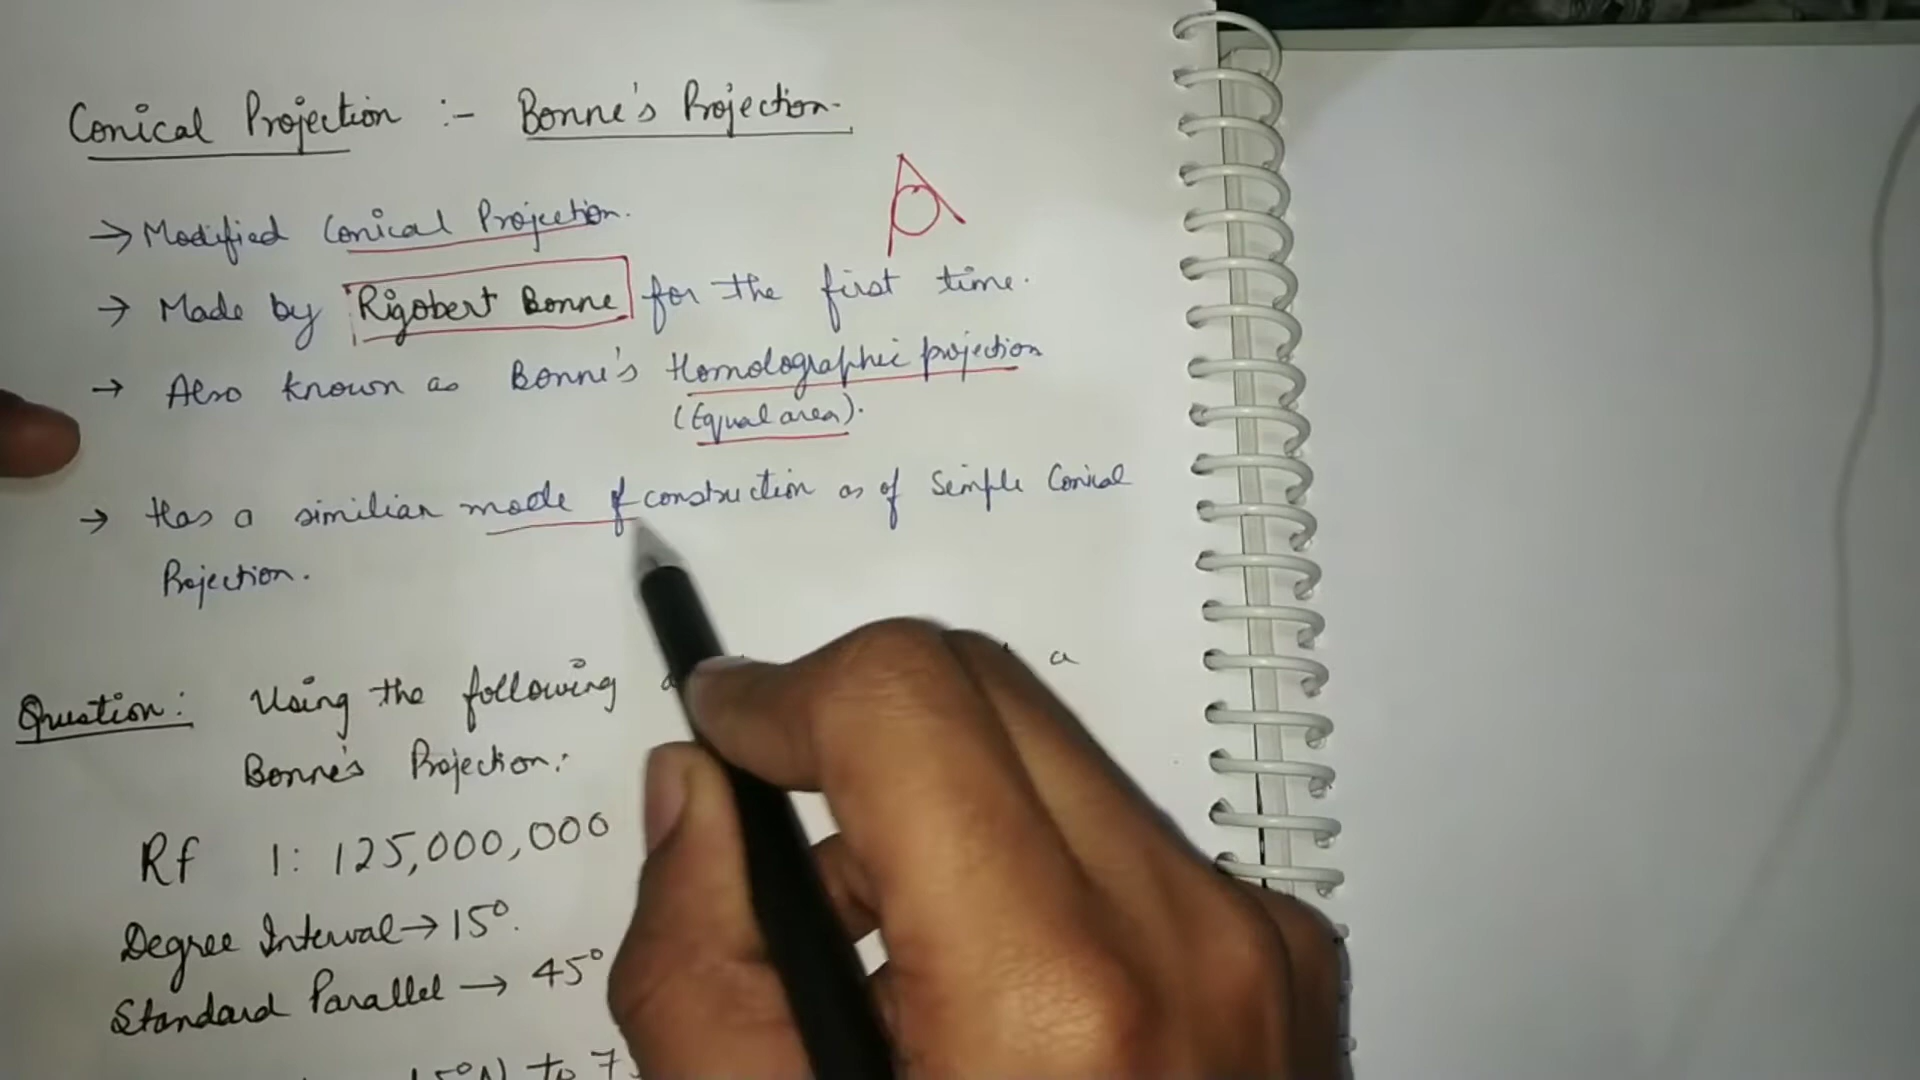 Conical Projection :- Bonne's Projection.
→ Modified Conical Projection.
→ Made by Rigobert Bonne for the first time.
→ Also known as Bonne's Homolographic projection
(Equal area).
→ Has a similiar mode of construction as of Simple Conical
Projection.
Question: Using the following a
Bonne's Projection:
Rf 1: 125,000,000
Degree Interval → 15°.
Standard Parallel → 45°
to